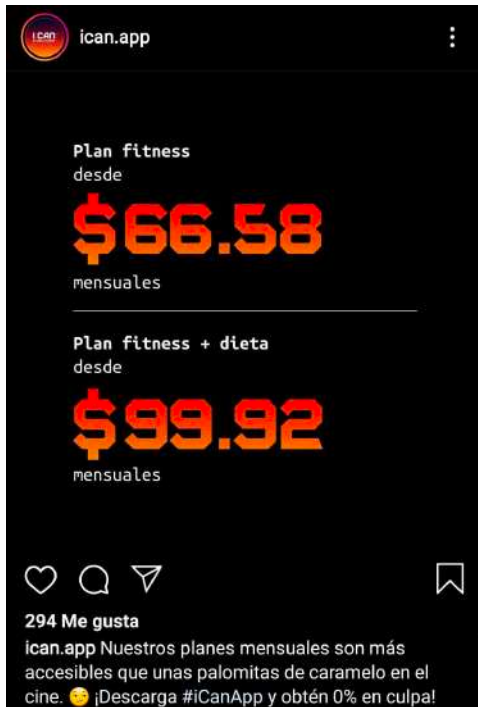 I CAN
ican.app
Plan fitness
desde
$66.58
mensuales
Plan fitness + dieta
desde
$99.92
mensuales
294 Me gusta
ican.app Nuestros planes mensuales son más
accesibles que unas palomitas de caramelo en el
cine. 😏 ¡Descarga #iCanApp y obtén 0% en culpa!